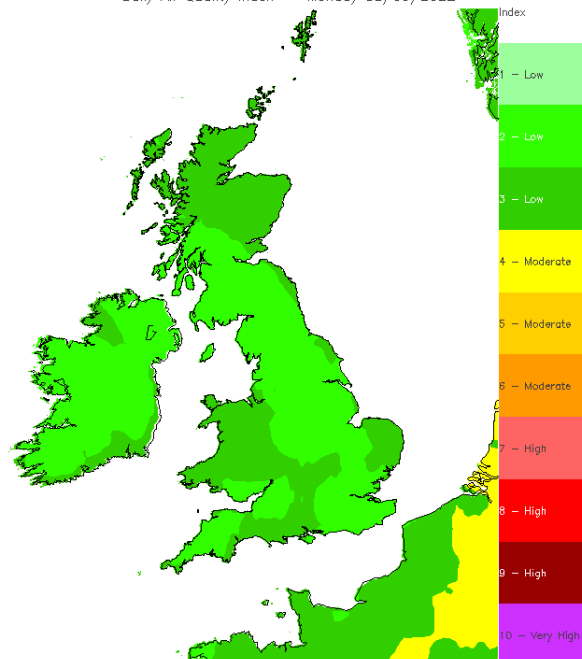 Index
1 - Low
2 - Low
3 - Low
4 - Moderate
5 - Moderate
6 - Moderate
7 - High
8 - High
9 - High
10 - Very High